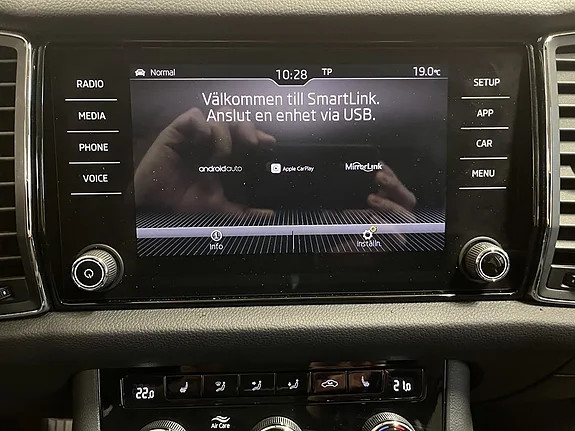 Normal 10:28 TP 19.0°C
RADIO
MEDIA
PHONE
VOICE
Välkommen till SmartLink.
Anslut en enhet via USB.
androidauto Apple CarPlay MirrorLink
Info Inställn.
SETUP
APP
CAR
MENU
22.0 21.0
Air Care